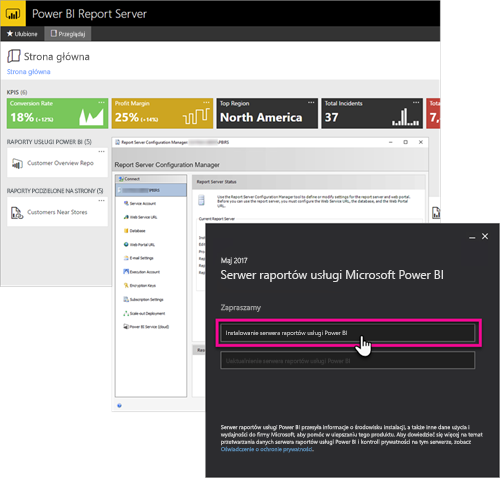 Power BI Report Server
Ulubione
Przeglądaj
Strona główna
Strona główna
KPIS (6)
Conversion Rate
18% (+12%)
Profit Margin
25% (+14%)
Top Region
North America
Total Incidents
37
Total
7,
RAPORTY USŁUGI POWER BI (5)
Customer Overview Repo
RAPORTY PODZIELONE NA STRONY (5)
Customers Near Stores
Report Server Configuration Manager
Report Server Configuration Manager
Connect
Service Account
Web Service URL
Database
Web Portal URL
E-mail Settings
Execution Account
Encryption Keys
Subscription Settings
Scale-out Deployment
Power BI Service (cloud)
Report Server Status
Use the Report Server Configuration Manager tool to define or modify settings for the report server and web portal.
Before you can use the report server, you must configure the Web Service URL, the database, and the Web Portal
URL.
Current Report Server
Maj 2017
Serwer raportów usługi Microsoft Power BI
Zapraszamy
Instalowanie serwera raportów usługi Power BI
Uaktualnianie serwera raportów usługi Power BI
Serwer raportów usługi Power BI przesyła informacje o środowisku instalacji, a także inne dane użycia i
wydajności do firmy Microsoft, aby pomóc w ulepszaniu tego produktu. Aby dowiedzieć się więcej na temat
przetwarzania danych serwera raportów usługi Power BI i kontroli prywatności na tym serwerze, zobacz
Oświadczenie o ochronie prywatności.